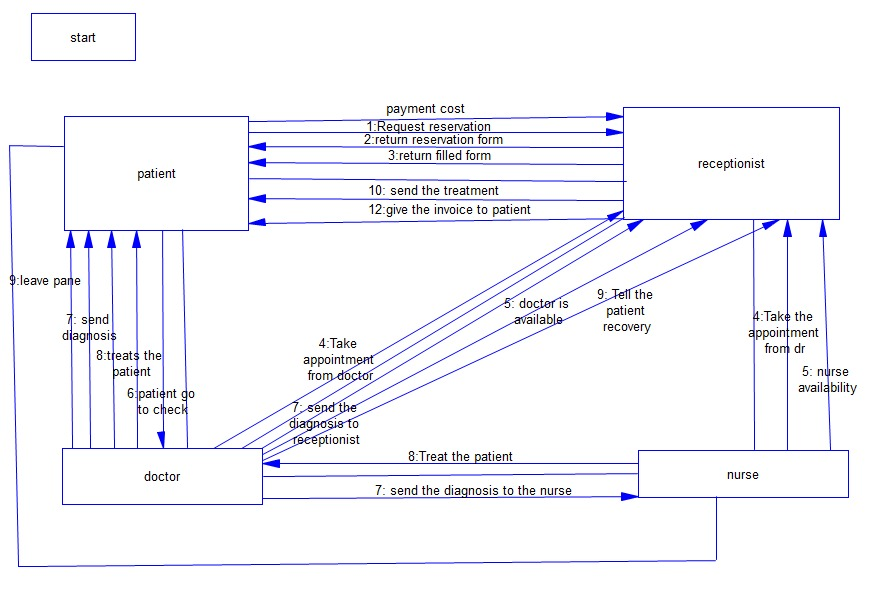 start
payment cost
1:Request reservation
2:return reservation form
3:return filled form
patient
receptionist
10: send the treatment
12:give the invoice to patient
9:leave pane
7: send
diagnosis
8:treats the
patient
6:patient go
to check
4:Take
appointment
from doctor
5: doctor is
available
9: Tell the
patient
recovery
4:Take the
appointment
from dr
5: nurse
availability
7: send the
diagnosis to
receptionist
8:Treat the patient
doctor
nurse
7: send the diagnosis to the nurse